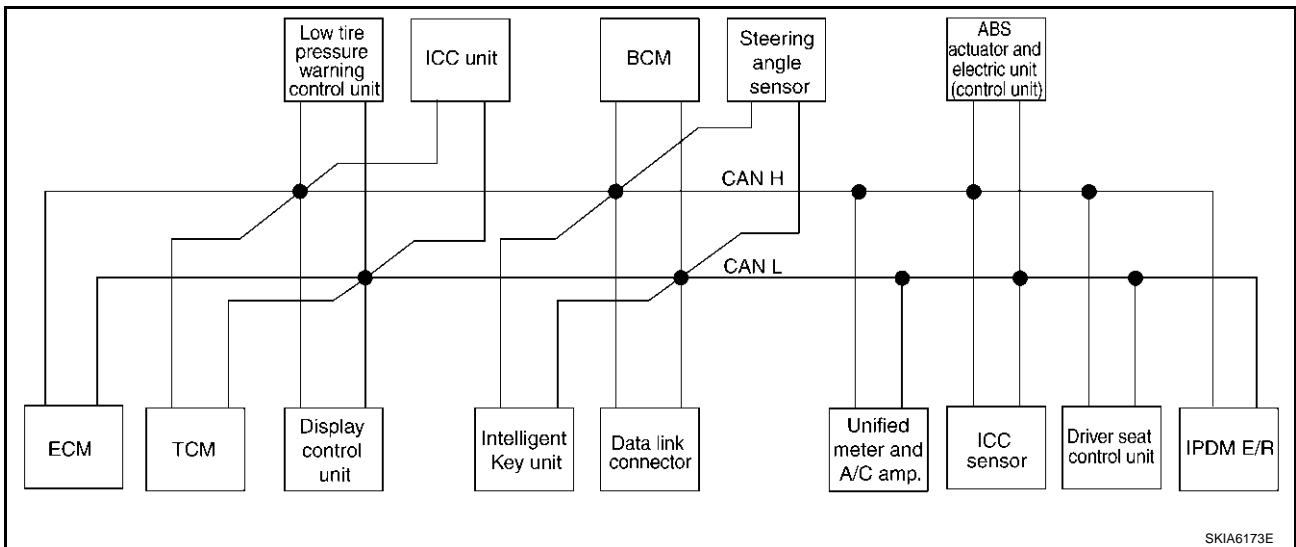 Low tire
pressure
warning
control unit
ICC unit
BCM
Steering
angle
sensor
ABS
actuator and
electric unit
(control unit)
CAN H
CAN L
ECM
TCM
Display
control
unit
Intelligent
Key unit
Data link
connector
Unified
meter and
A/C amp.
ICC
sensor
Driver seat
control unit
IPDM E/R
SKIA6173E